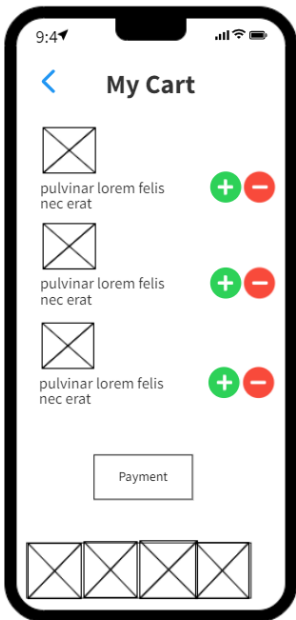 9:4
My Cart
pulvinar lorem felis
nec erat
pulvinar lorem felis
nec erat
pulvinar lorem felis
nec erat
Payment